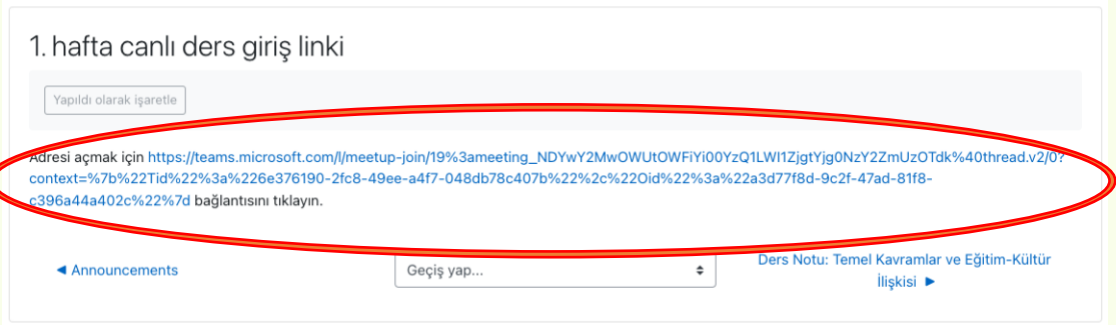 1. hafta canlı ders giriş linki
Yapıldı olarak işaretle
Adresi açmak için https://teams.microsoft.com/l/meetup-join/19%3ameeting_NDYwY2MwOWUtOWFiYi00YzQ1LWI1ZjgtYjg0NzY2ZmUzOTdk%40thread.v2/0?
context=%7b%22Tid%22%3a%226e376190-2fc8-49ee-a4f7-048db78c407b%22%2c%22Oid%22%3a%22a3d77f8d-9c2f-47ad-81f8-
c396a44a402c%22%7d bağlantısını tıklayın.
◄ Announcements
Geçiş yap...
Ders Notu: Temel Kavramlar ve Eğitim-Kültür
İlişkisi ►